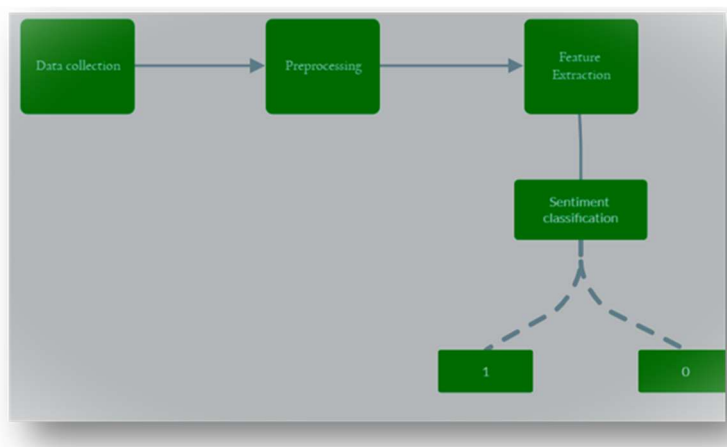 Data collection
Preprocessing
Feature
Extraction
Sentiment
classification
1
0